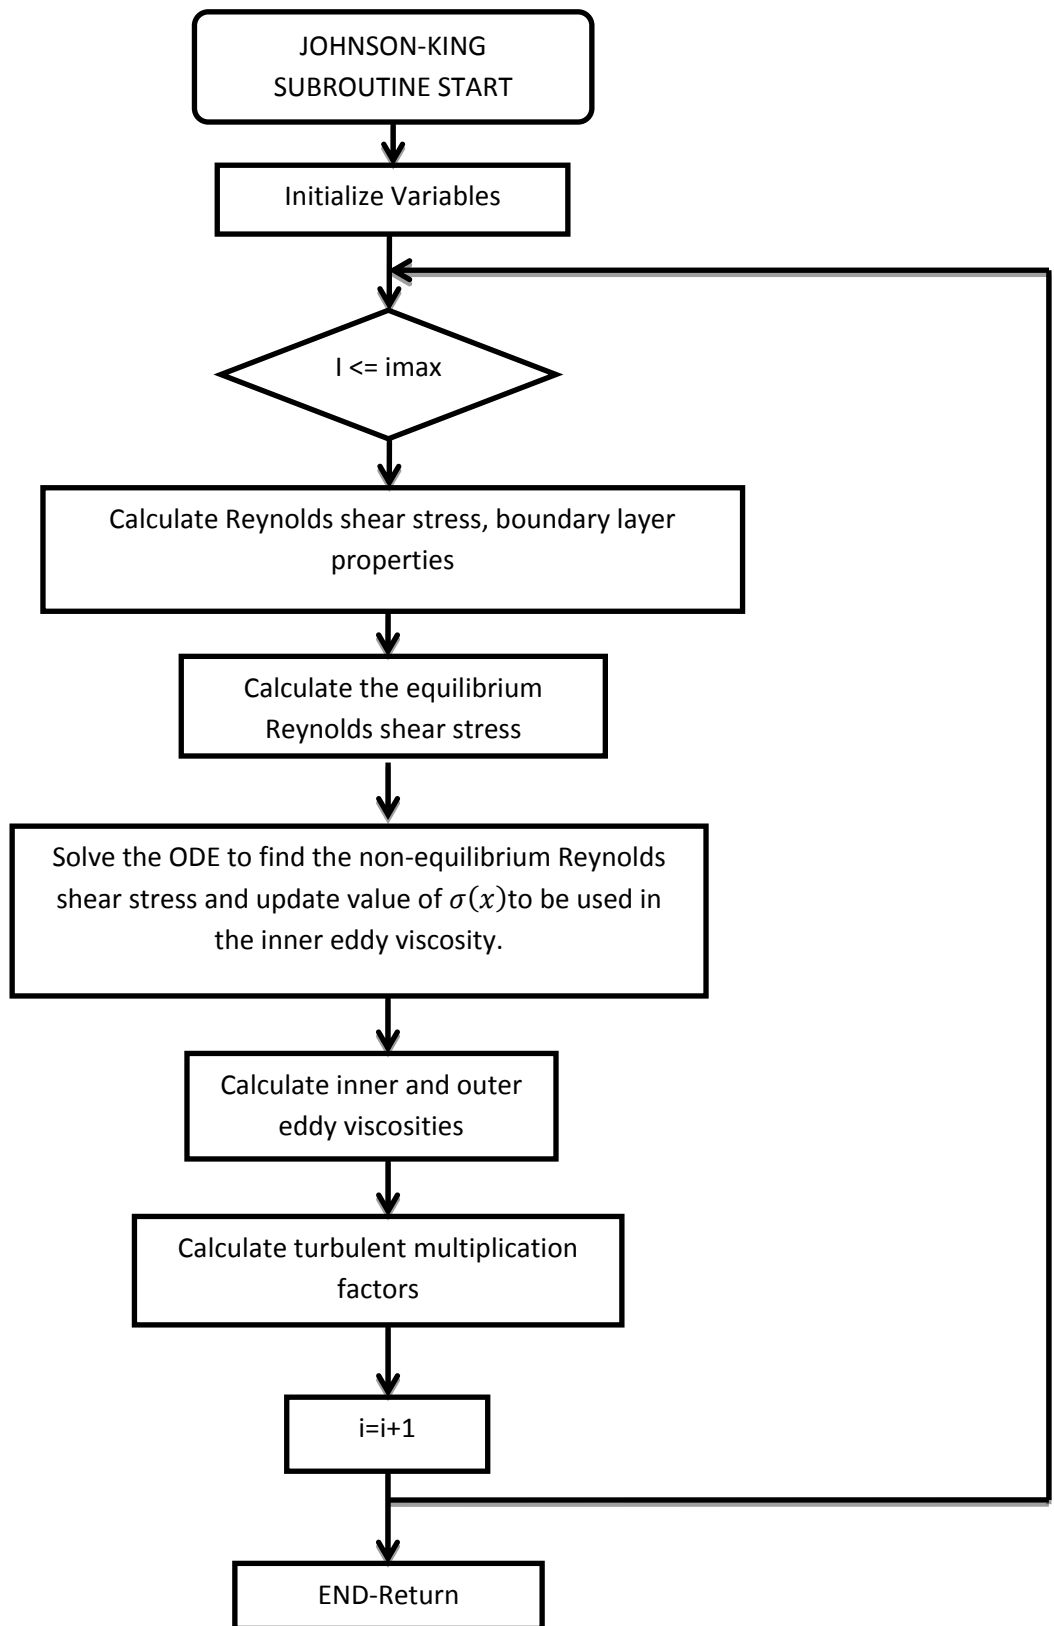 JOHNSON-KING
SUBROUTINE START
Initialize Variables
I <= imax
Calculate Reynolds shear stress, boundary layer
properties
Calculate the equilibrium
Reynolds shear stress
Solve the ODE to find the non-equilibrium Reynolds
shear stress and update value of 𝜎(𝑥)to be used in
the inner eddy viscosity.
Calculate inner and outer
eddy viscosities
Calculate turbulent multiplication
factors
i=i+1
END-Return